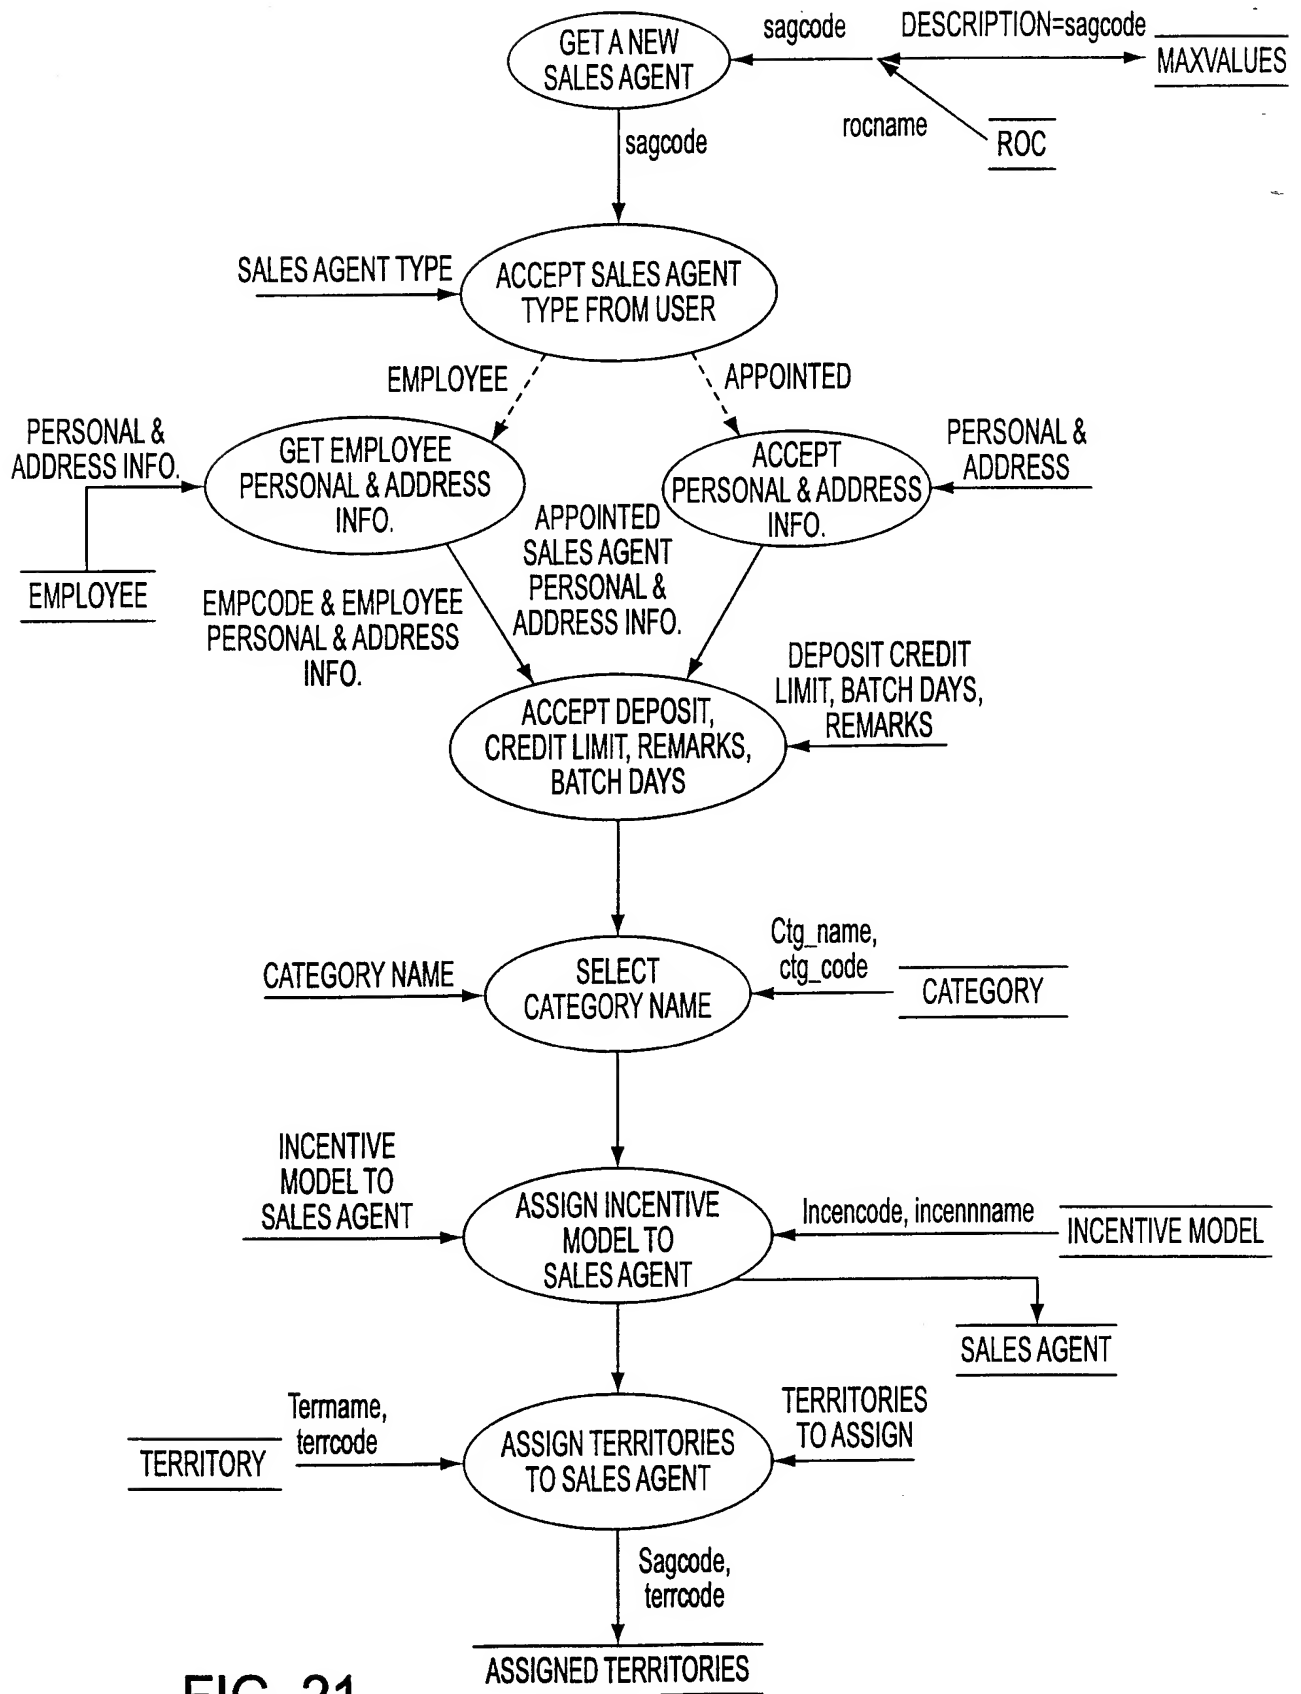 GET A NEW
SALES AGENT
sagcode
DESCRIPTION=sagcode
MAXVALUES
rocname
ROC
sagcode
SALES AGENT TYPE
ACCEPT SALES AGENT
TYPE FROM USER
EMPLOYEE
APPOINTED
PERSONAL &
ADDRESS INFO.
GET EMPLOYEE
PERSONAL & ADDRESS
INFO.
ACCEPT
PERSONAL & ADDRESS
INFO.
PERSONAL &
ADDRESS
EMPLOYEE
EMPCODE & EMPLOYEE
PERSONAL & ADDRESS
INFO.
APPOINTED
SALES AGENT
PERSONAL &
ADDRESS INFO.
ACCEPT DEPOSIT,
CREDIT LIMIT, REMARKS,
BATCH DAYS
DEPOSIT CREDIT
LIMIT, BATCH DAYS,
REMARKS
CATEGORY NAME
SELECT
CATEGORY NAME
Ctg_name,
ctg_code
CATEGORY
INCENTIVE
MODEL TO
SALES AGENT
ASSIGN INCENTIVE
MODEL TO
SALES AGENT
Incencode, incennname
INCENTIVE MODEL
SALES AGENT
TERRITORY
Terrname,
terrcode
ASSIGN TERRITORIES
TO SALES AGENT
TERRITORIES
TO ASSIGN
Sagcode,
terrcode
ASSIGNED TERRITORIES
FIG. 21